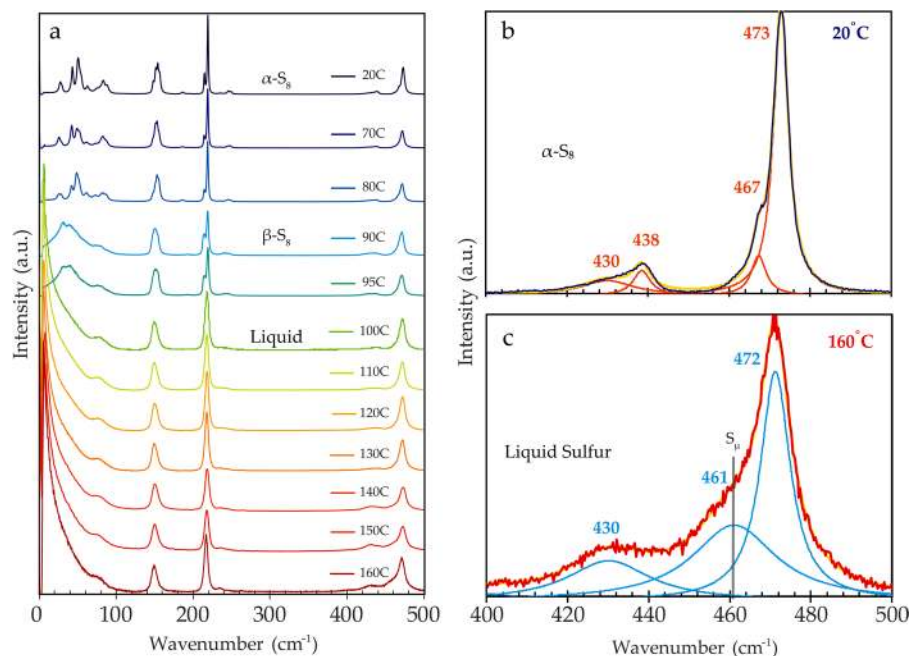 a
α-S₈
20C
70C
80C
β-S₈
90C
95C
Liquid
100C
110C
120C
130C
140C
150C
160C
Intensity (a.u.)
0 100 200 300 400 500
Wavenumber (cm⁻¹)
b
473
20°C
α-S₈
467
438
430
Intensity (a.u.)
c
160°C
472
Sμ
Liquid Sulfur
461
430
400 420 440 460 480 500
Wavenumber (cm⁻¹)